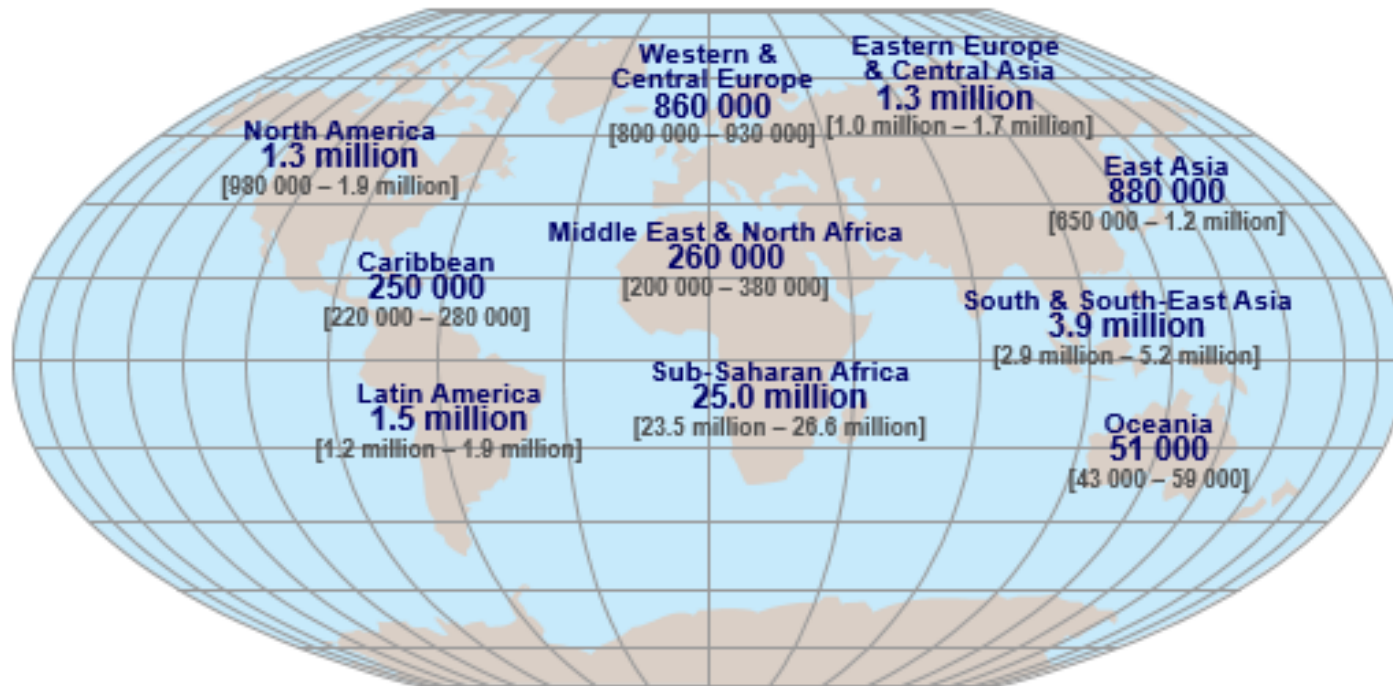 Western &
Central Europe
860 000
[800 000 – 930 000]
Eastern Europe
& Central Asia
1.3 million
[1.0 million – 1.7 million]
North America
1.3 million
[980 000 – 1.9 million]
East Asia
880 000
[650 000 – 1.2 million]
Middle East & North Africa
260 000
[200 000 – 380 000]
Caribbean
250 000
[220 000 – 280 000]
South & South-East Asia
3.9 million
[2.9 million – 5.2 million]
Sub-Saharan Africa
25.0 million
[23.5 million – 26.6 million]
Latin America
1.5 million
[1.2 million – 1.9 million]
Oceania
51 000
[43 000 – 59 000]